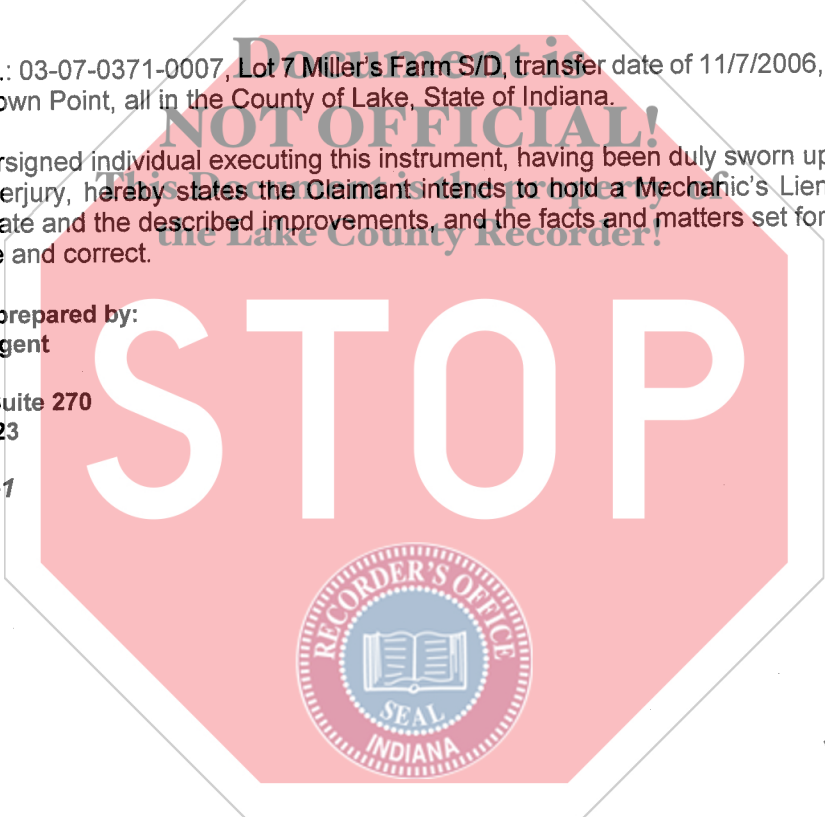 Document is
.: 03-07-0371-0007, Lot 7 Miller's Farm S/D, transfer date of 11/7/2006,
own Point, all in the County of Lake, State of Indiana.
NOT OFFICIAL!
rsigned individual executing this instrument, having been duly sworn up
This Document is the property of
erjury, hereby states the Claimant intends to hold a Mechanic's Lien
ate and the described improvements, and the facts and matters set for
the Lake County Recorder!
e and correct.
prepared by:
gent
uite 270
23
1
STOP
RECORDER'S OFFICE
SEAL
INDIANA